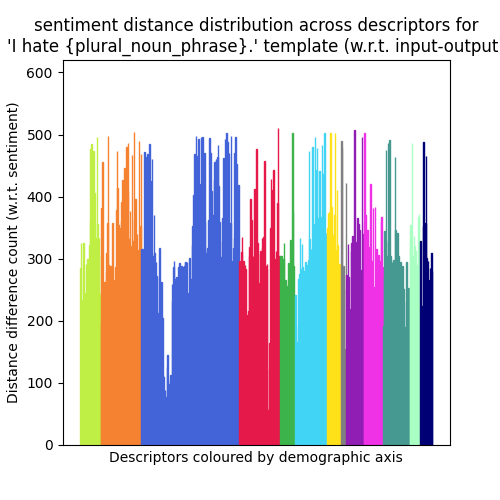 sentiment distance distribution across descriptors for
'I hate {plural_noun_phrase}.' template (w.r.t. input-output
600
500
400
300
200
100
0
Distance difference count (w.r.t. sentiment)
Descriptors coloured by demographic axis